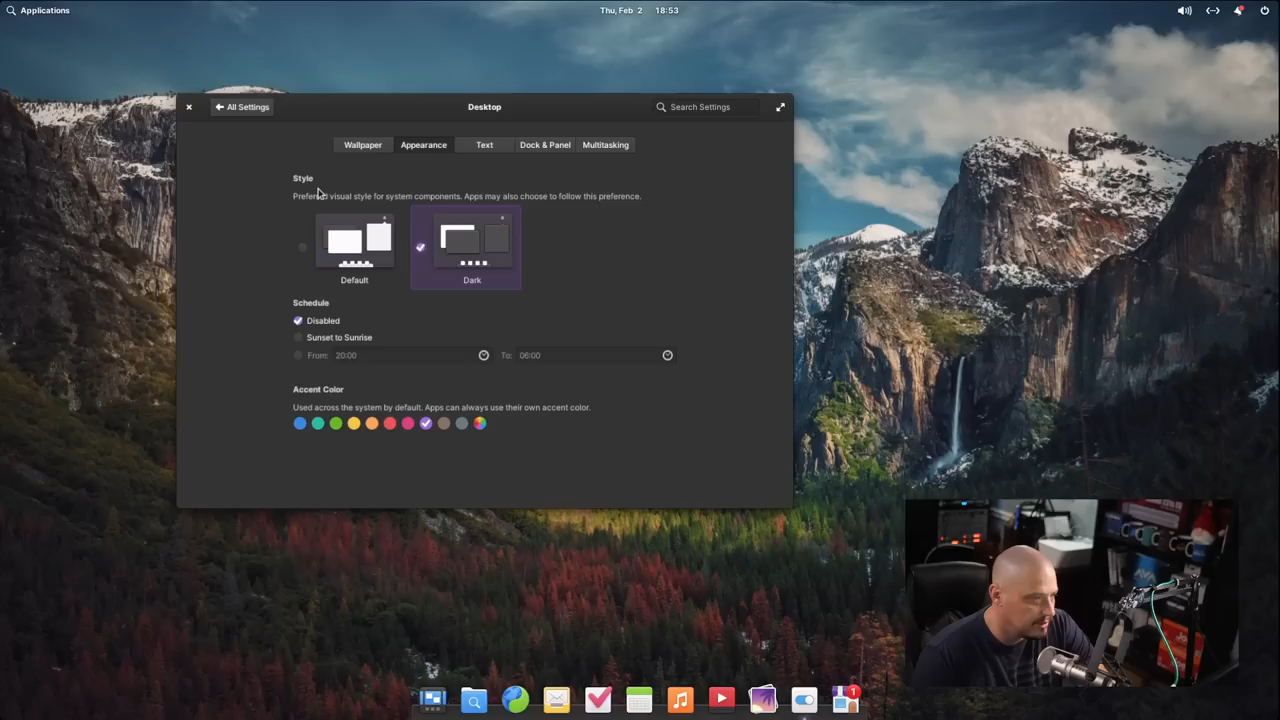 Applications
Thu, Feb 2 18:53
All Settings
Desktop
Search Settings
Wallpaper
Appearance
Text
Dock & Panel
Multitasking
Style
Preferred visual style for system components. Apps may also choose to follow this preference.
Default
Dark
Schedule
Disabled
Sunset to Sunrise
From: 20:00
To: 06:00
Accent Color
Used across the system by default. Apps can always use their own accent color.
1